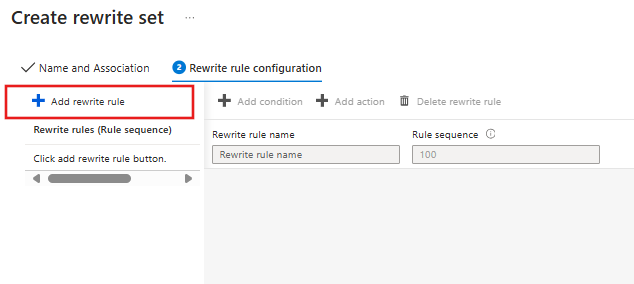 Create rewrite set ...
Name and Association 2 Rewrite rule configuration
Add rewrite rule Add condition Add action Delete rewrite rule
Rewrite rules (Rule sequence)
Click add rewrite rule button.
Rewrite rule name Rule sequence
Rewrite rule name 100